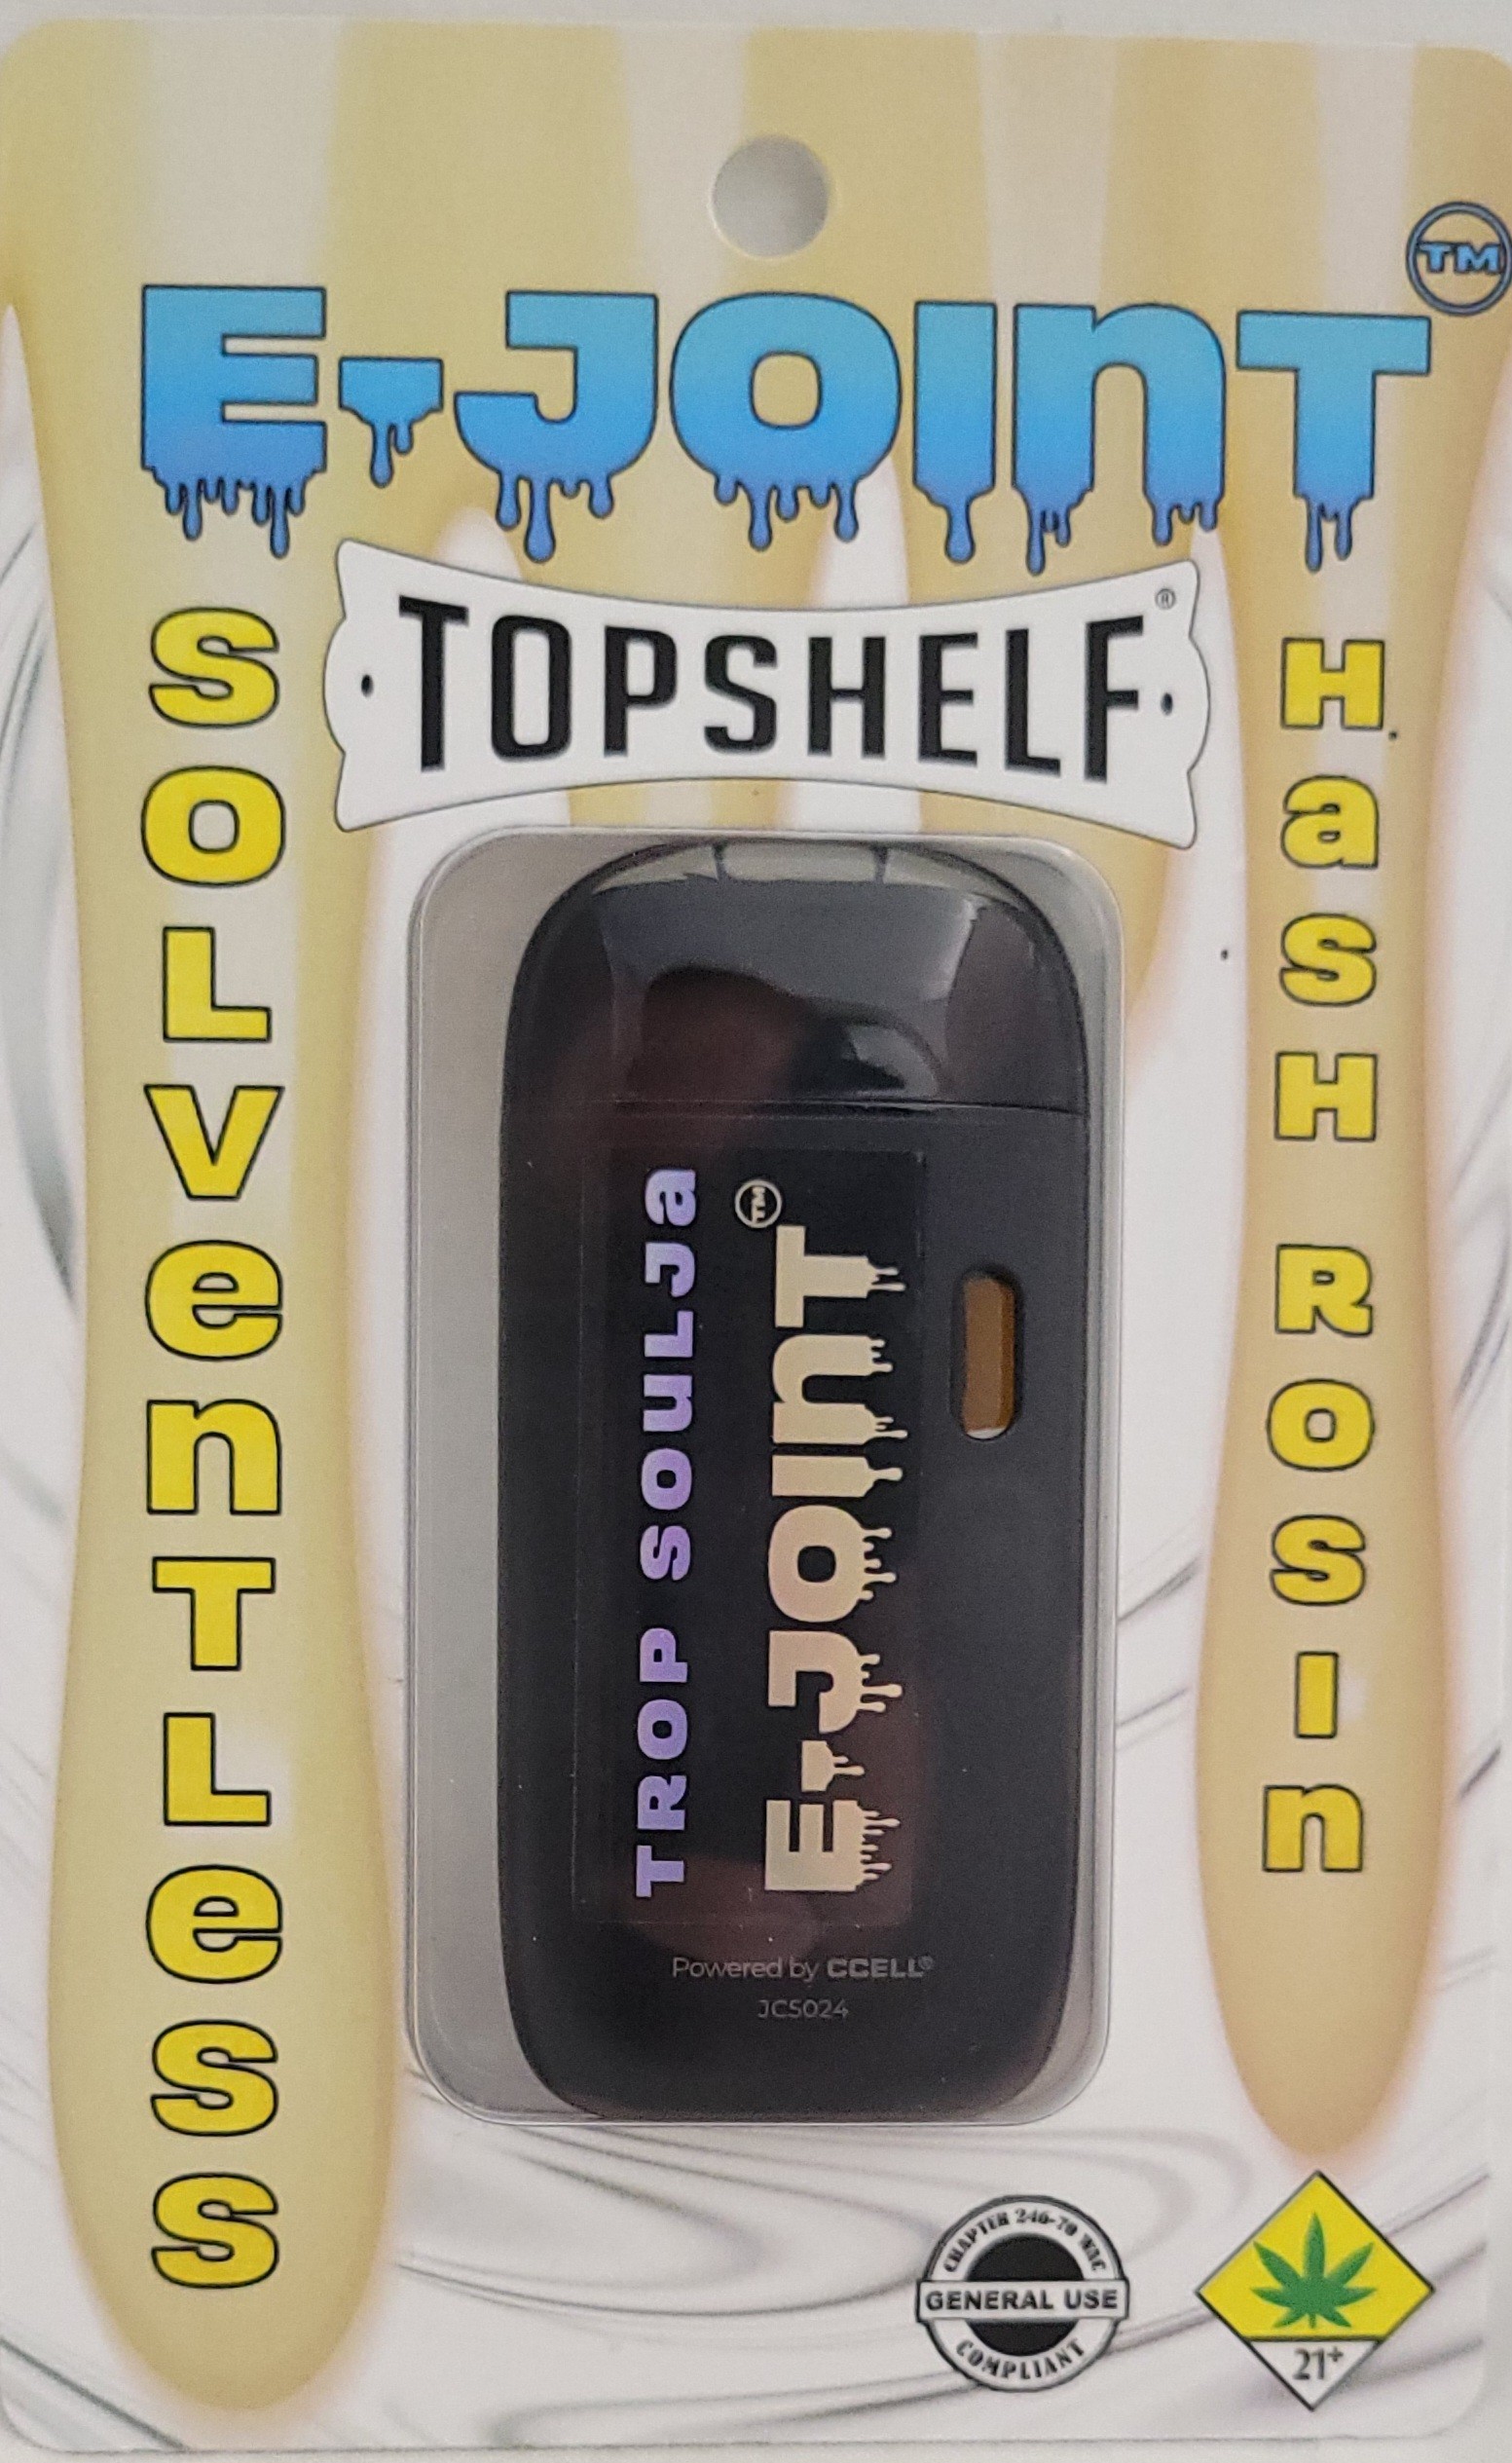 E-JOINT TM
TOPSHELF ®
SOLVENTLESS
HASH ROSIN
TROP SOULJA
E-JOINT TM
Powered by CCELL®
JC5024
CHAPTER 246-70 WAC
GENERAL USE
COMPLIANT
21+